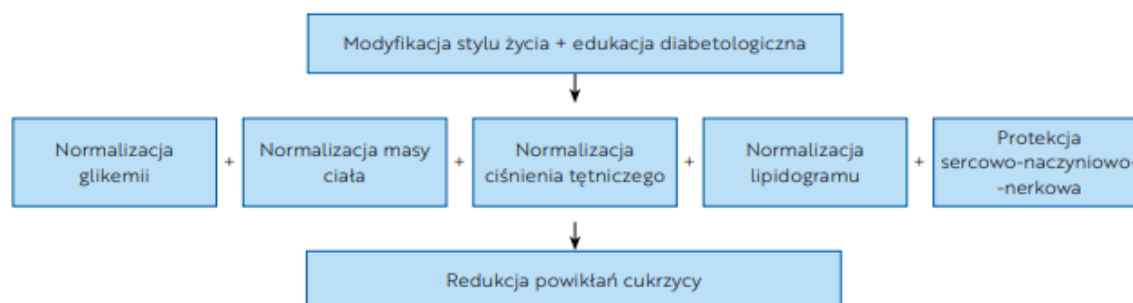 Modyfikacja stylu życia + edukacja diabetologiczna
Normalizacja
glikemii
+
Normalizacja masy
ciała
+
Normalizacja
ciśnienia tętniczego
+
Normalizacja
lipidogramu
+
Protekcja
sercowo-naczyniowo-
-nerkowa
Redukcja powikłań cukrzycy